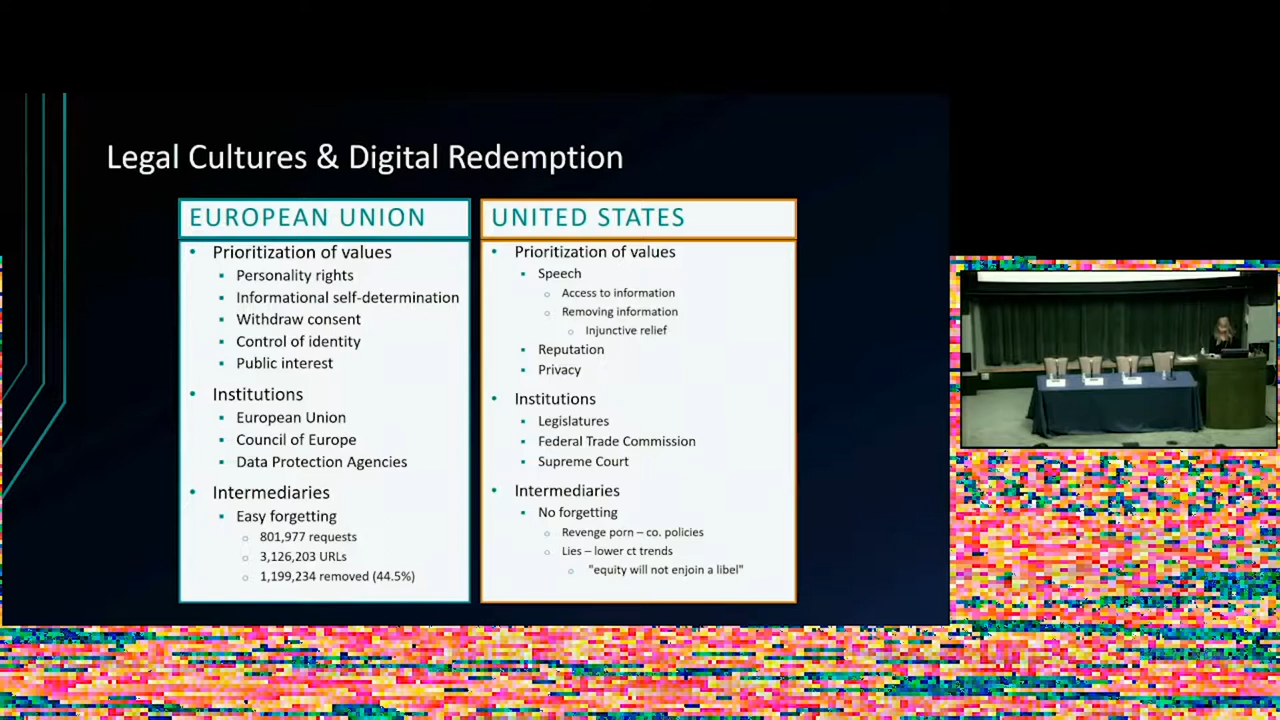 Legal Cultures & Digital Redemption
EUROPEAN UNION
Prioritization of values
Personality rights
Informational self-determination
Withdraw consent
Control of identity
Public interest
Institutions
European Union
Council of Europe
Data Protection Agencies
Intermediaries
Easy forgetting
801,977 requests
3,126,203 URLs
1,199,234 removed (44.5%)
UNITED STATES
Prioritization of values
Speech
Access to information
Removing information
Injunctive relief
Reputation
Privacy
Institutions
Legislatures
Federal Trade Commission
Supreme Court
Intermediaries
No forgetting
Revenge porn – co. policies
Lies – lower ct trends
"equity will not enjoin a libel"